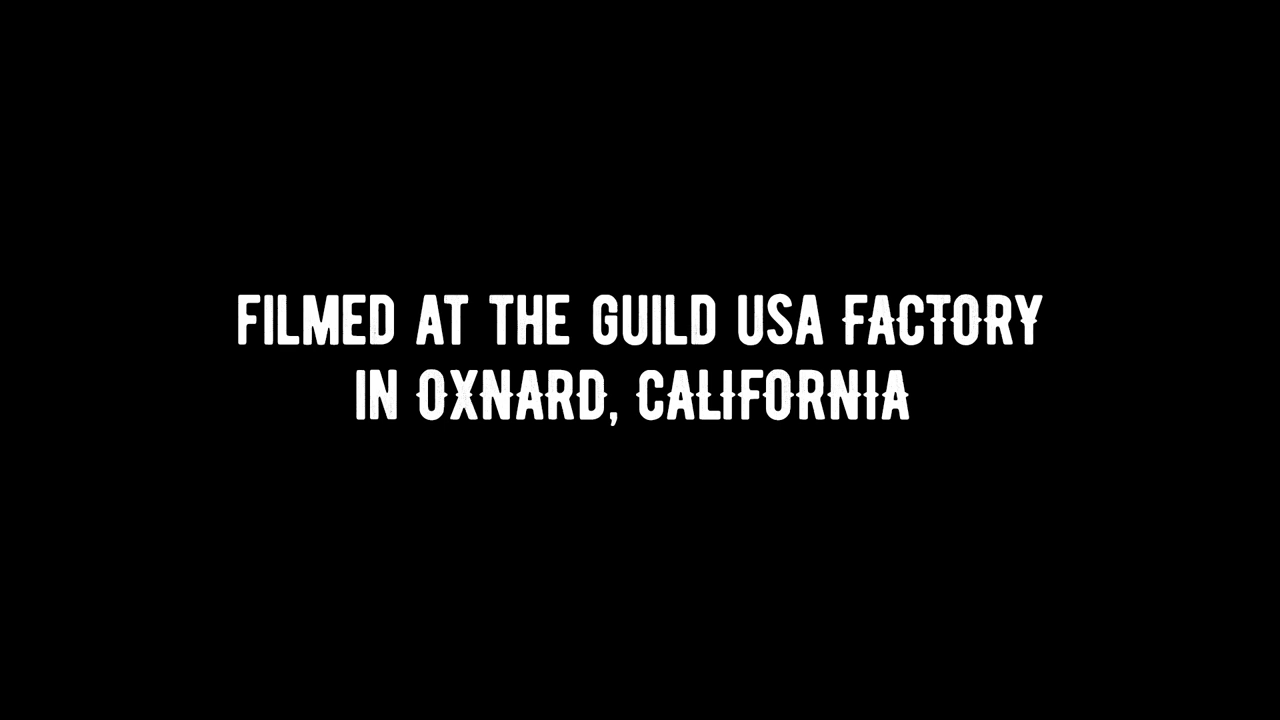 FILMED AT THE GUILD USA FACTORY
IN OXNARD, CALIFORNIA